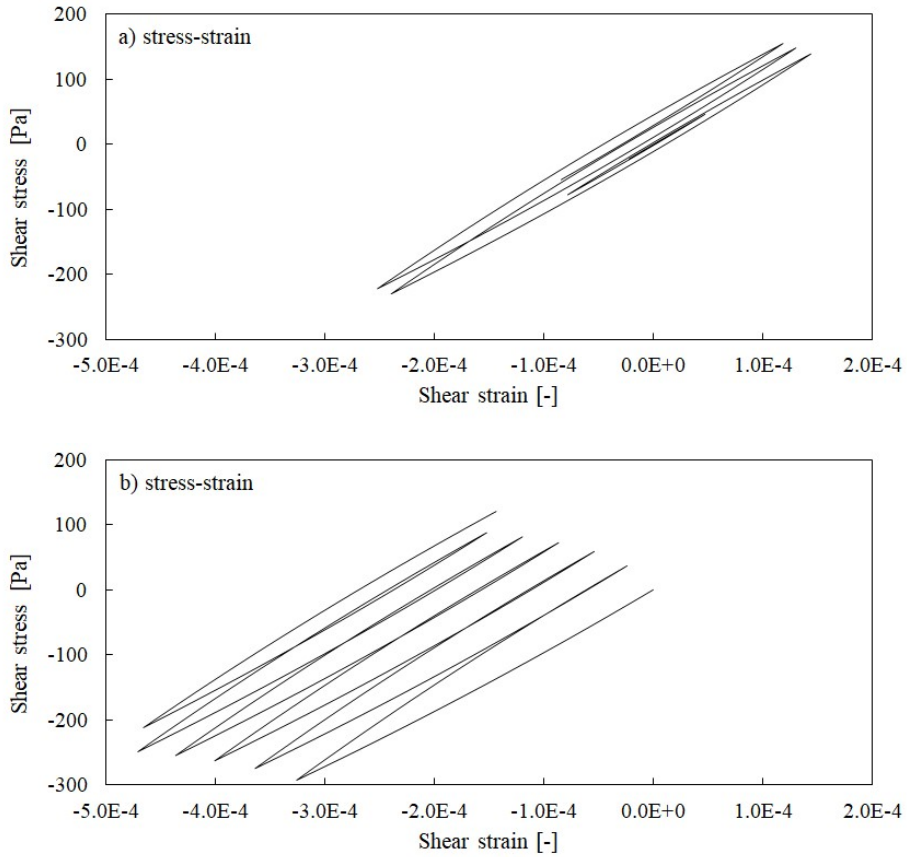 200
a) stress-strain
100
0
-100
-200
-300
Shear stress [Pa]
-5.0E-4 -4.0E-4 -3.0E-4 -2.0E-4 -1.0E-4 0.0E+0 1.0E-4 2.0E-4
Shear strain [-]
200
b) stress-strain
100
0
-100
-200
-300
Shear stress [Pa]
-5.0E-4 -4.0E-4 -3.0E-4 -2.0E-4 -1.0E-4 0.0E+0 1.0E-4 2.0E-4
Shear strain [-]